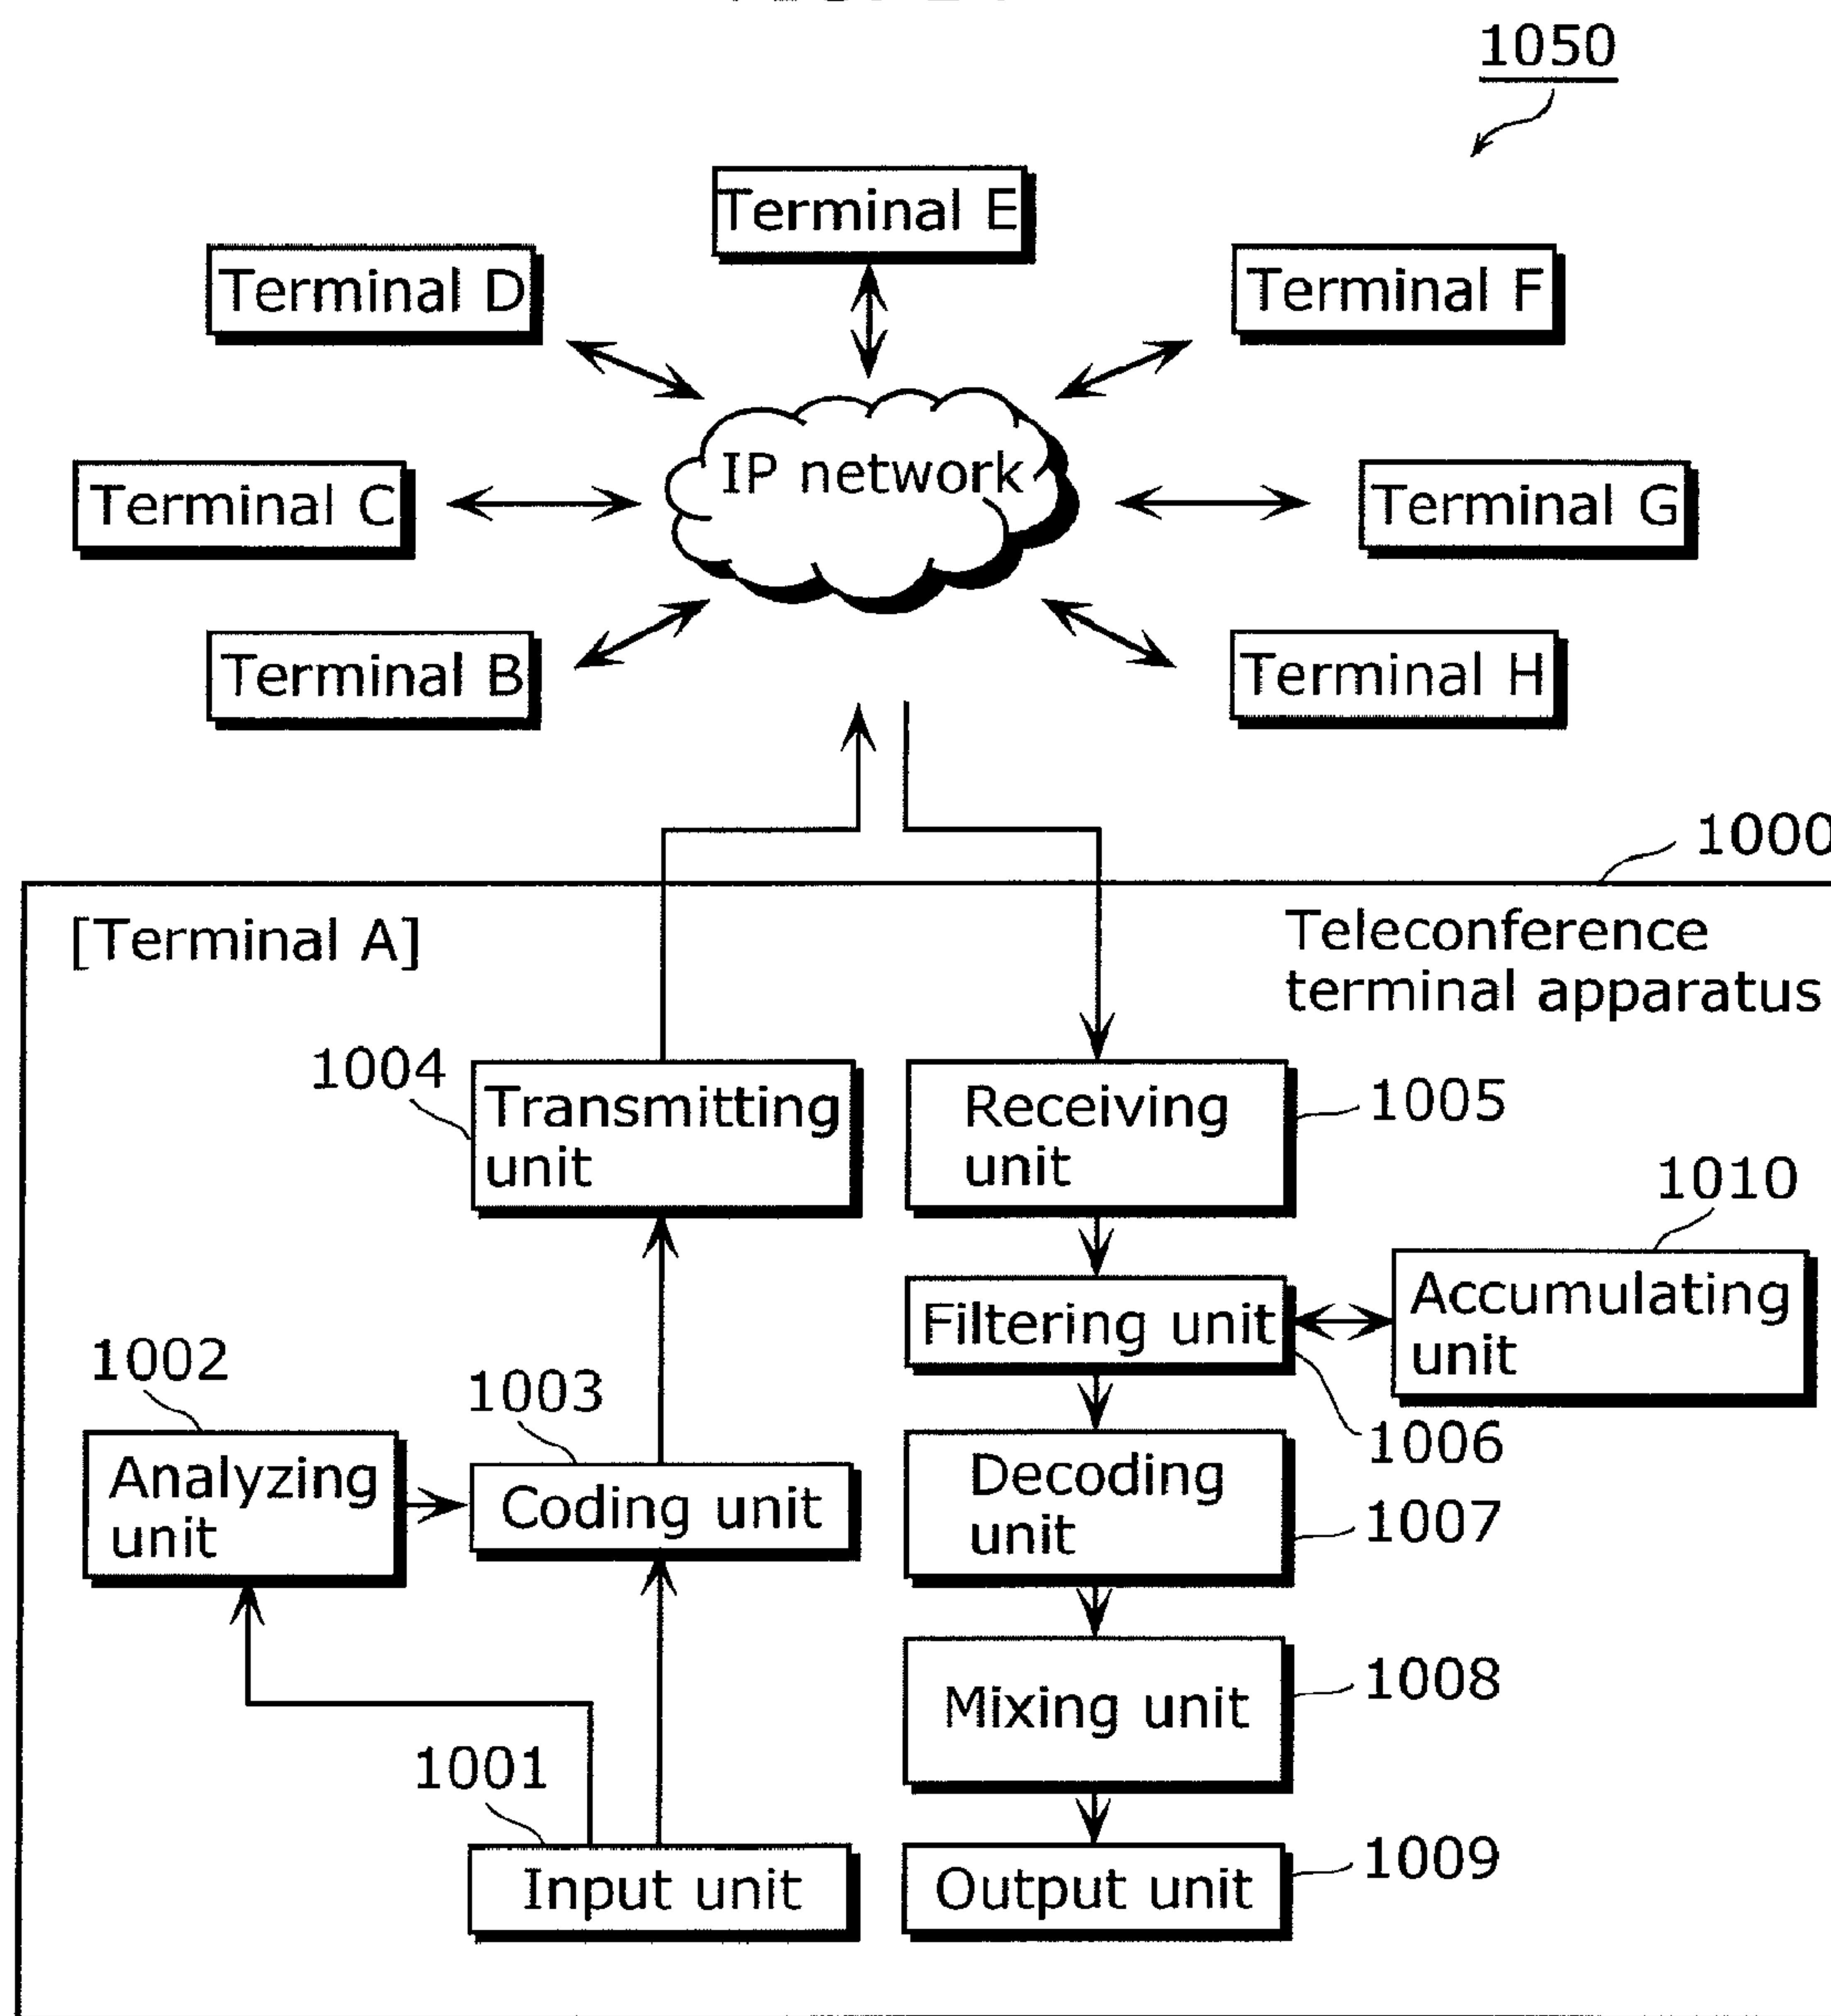 1050
Terminal E
Terminal D
Terminal F
IP network
Terminal C
Terminal G
Terminal B
Terminal H
1000
[Terminal A]
Teleconference
terminal apparatus
1004
Transmitting
unit
Receiving
unit
1005
1010
Filtering unit
Accumulating
unit
1006
1002
1003
Analyzing
unit
Coding unit
Decoding
unit
1007
Mixing unit
1008
1001
Input unit
Output unit
1009